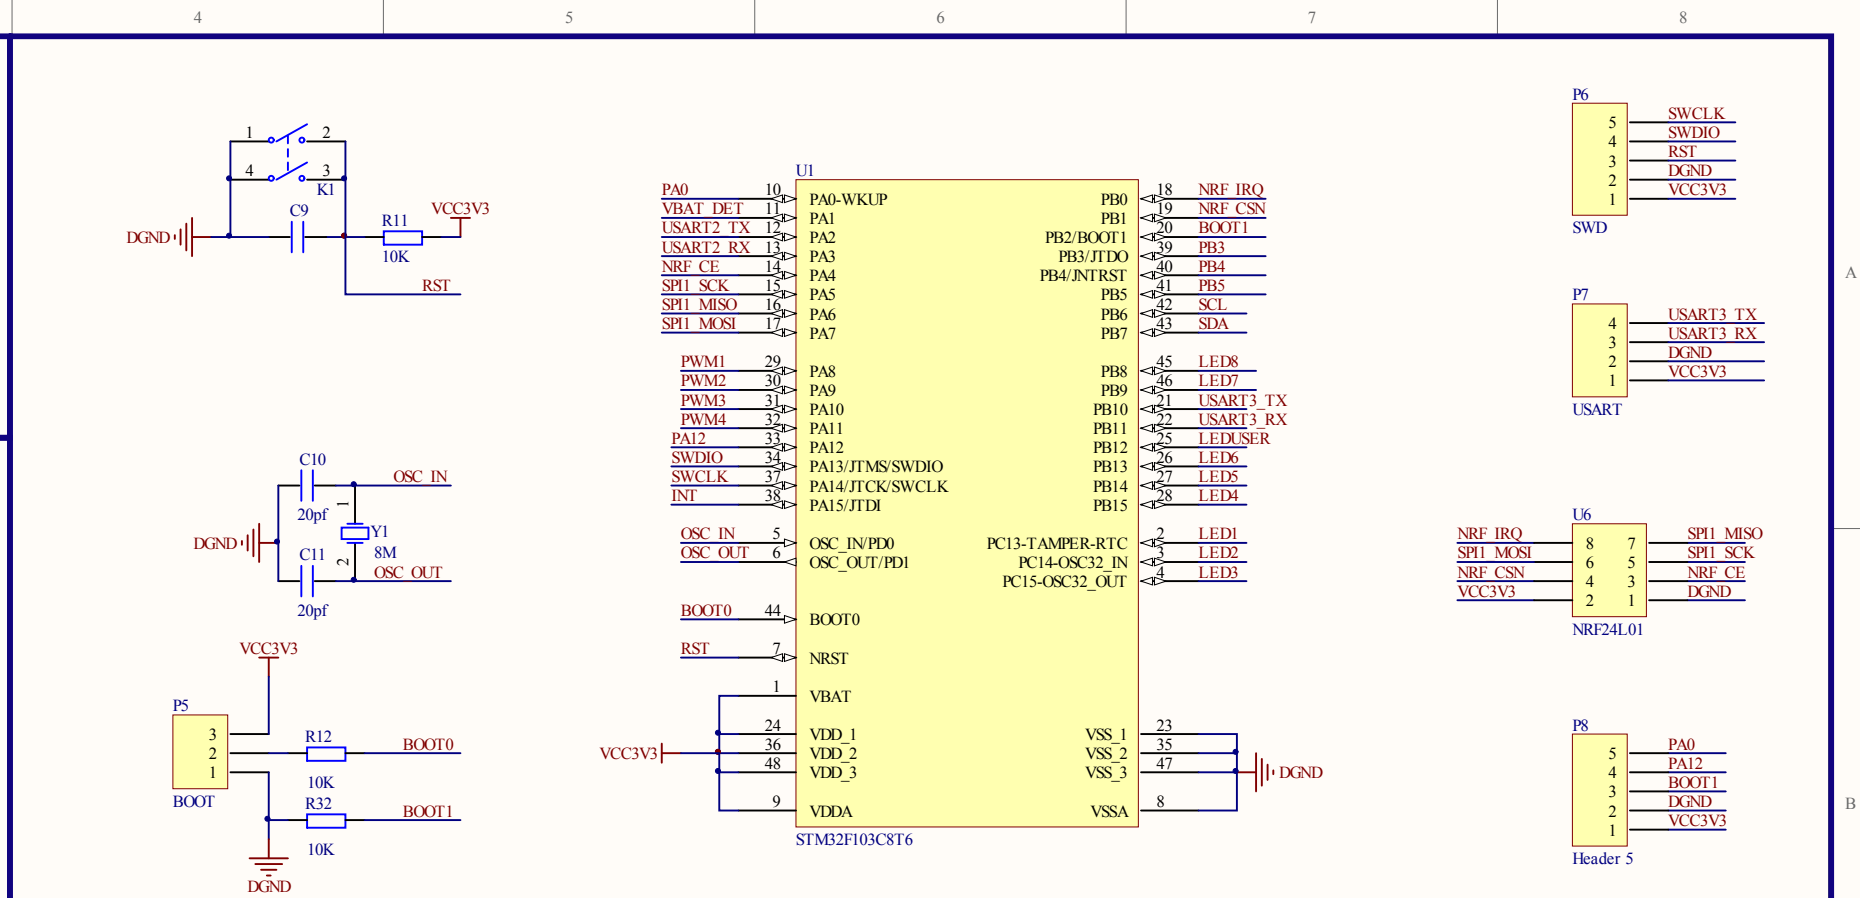 4 5 6 7 8
A
B
1 2
4 3
K1
C9
R11
VCC3V3
DGND
10K
RST
C10
OSC_IN
20pf
1
Y1
DGND
8M
C11
2
OSC_OUT
20pf
VCC3V3
P5
3
2
1
R12
BOOT0
10K
BOOT
R32
BOOT1
10K
DGND
U1
PA0 10 PA0-WKUP
VBAT_DET 11 PA1
USART2_TX 12 PA2
USART2_RX 13 PA3
NRF_CE 14 PA4
SPI1_SCK 15 PA5
SPI1_MISO 16 PA6
SPI1_MOSI 17 PA7
PWM1 29 PA8
PWM2 30 PA9
PWM3 31 PA10
PWM4 32 PA11
PA12 33 PA12
SWDIO 34 PA13/JTMS/SWDIO
SWCLK 37 PA14/JTCK/SWCLK
INT 38 PA15/JTDI
OSC_IN 5 OSC_IN/PD0
OSC_OUT 6 OSC_OUT/PD1
BOOT0 44 BOOT0
RST 7 NRST
1 VBAT
24 VDD_1
VCC3V3 36 VDD_2
48 VDD_3
9 VDDA
PB0 18 NRF_IRQ
PB1 19 NRF_CSN
PB2/BOOT1 20 BOOT1
PB3/JTDO 39 PB3
PB4/JNTRST 40 PB4
PB5 41 PB5
PB6 42 SCL
PB7 43 SDA
PB8 45 LED8
PB9 46 LED7
PB10 21 USART3_TX
PB11 22 USART3_RX
PB12 25 LEDUSER
PB13 26 LED6
PB14 27 LED5
PB15 28 LED4
PC13-TAMPER-RTC 2 LED1
PC14-OSC32_IN 3 LED2
PC15-OSC32_OUT 4 LED3
VSS_1 23
VSS_2 35
VSS_3 47 DGND
VSSA 8
STM32F103C8T6
P6
5 SWCLK
4 SWDIO
3 RST
2 DGND
1 VCC3V3
SWD
P7
4 USART3_TX
3 USART3_RX
2 DGND
1 VCC3V3
USART
U6
NRF_IRQ 8 7 SPI1_MISO
SPI1_MOSI 6 5 SPI1_SCK
NRF_CSN 4 3 NRF_CE
VCC3V3 2 1 DGND
NRF24L01
P8
5 PA0
4 PA12
3 BOOT1
2 DGND
1 VCC3V3
Header 5